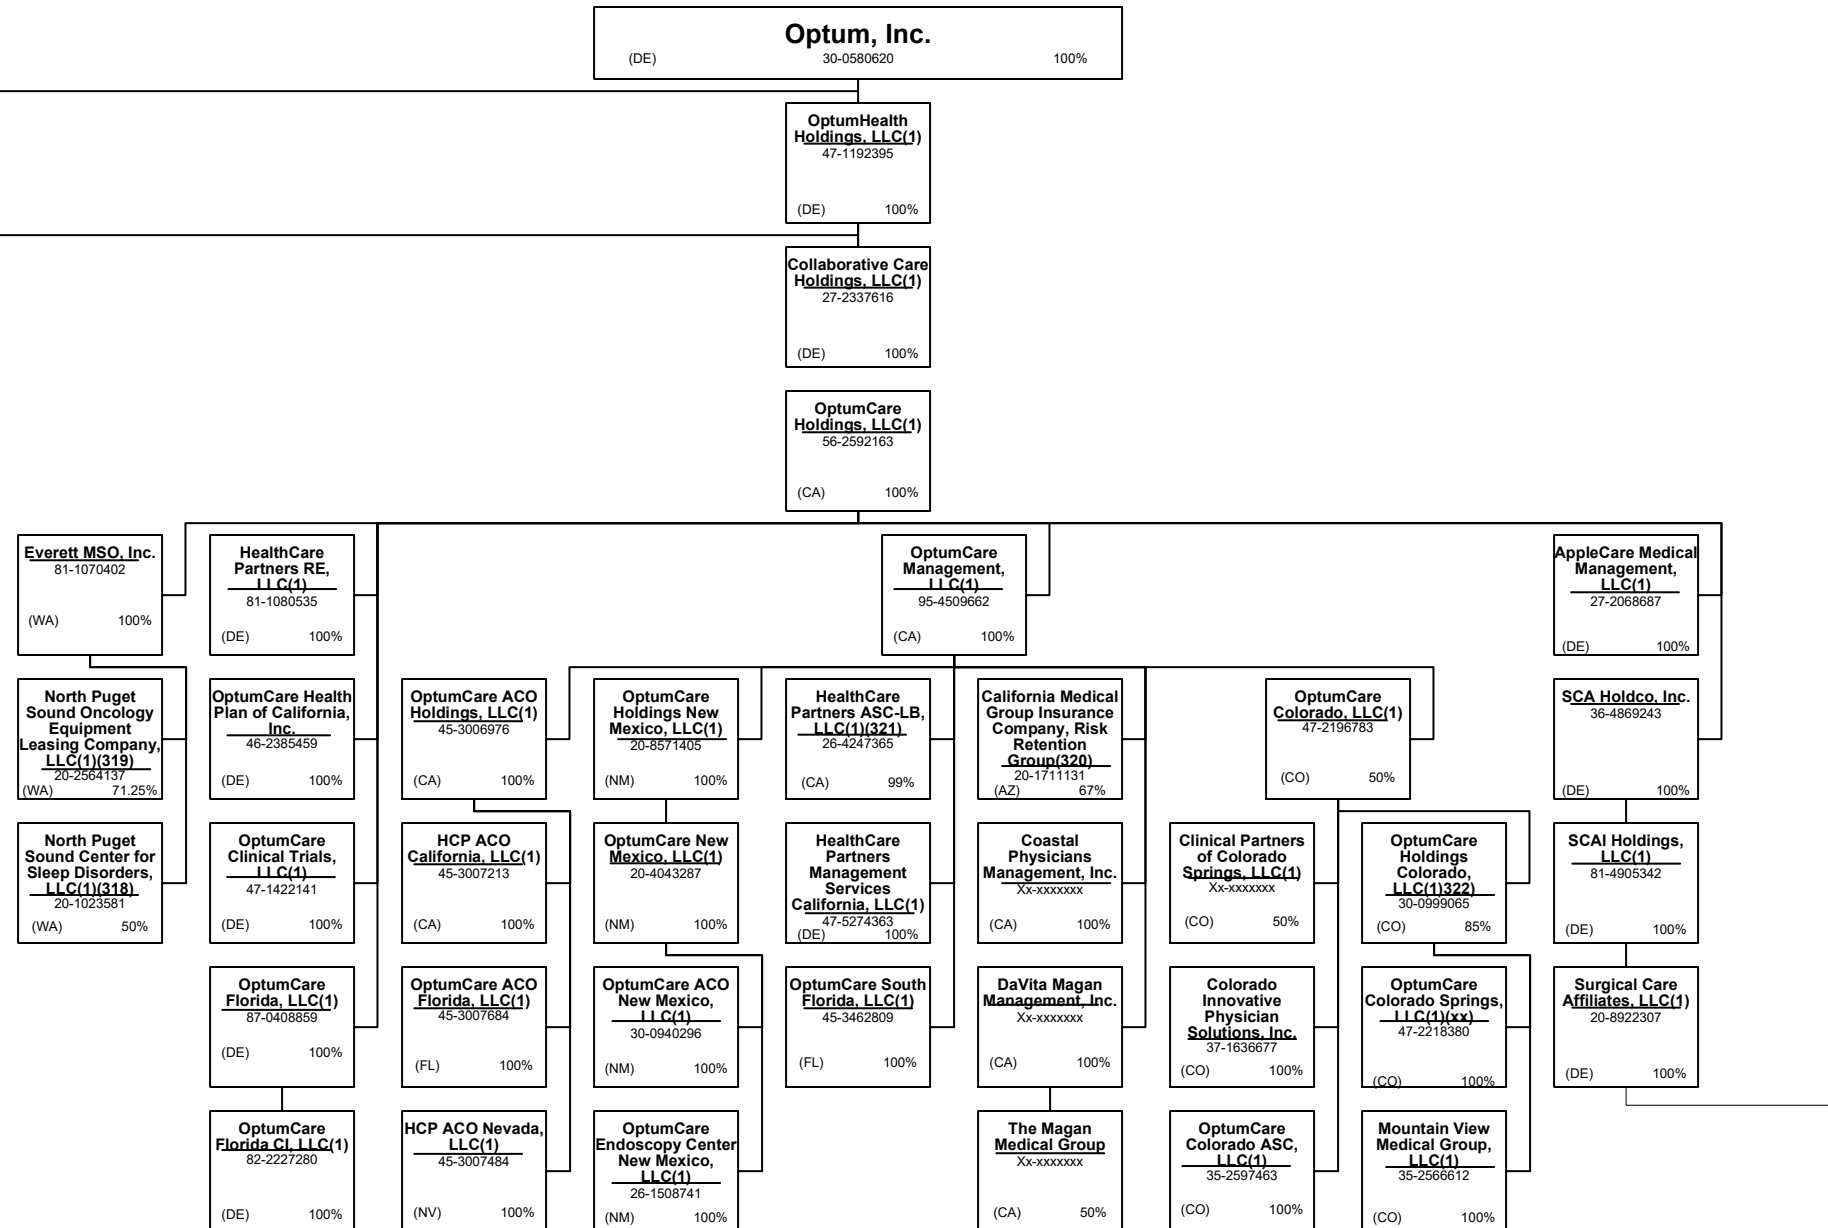 Optum, Inc.
30-0580620
(DE) 100%
OptumHealth
Holdings, LLC(1)
47-1192395
(DE) 100%
Collaborative Care
Holdings, LLC(1)
27-2337616
(DE) 100%
OptumCare
Holdings, LLC(1)
56-2592163
(CA) 100%
Everett MSO, Inc.
81-1070402
(WA) 100%
HealthCare
Partners RE,
LLC(1)
81-1080535
(DE) 100%
OptumCare
Management,
LLC(1)
95-4509662
(CA) 100%
AppleCare Medical
Management,
LLC(1)
27-2068687
(DE) 100%
North Puget
Sound Oncology
Equipment
Leasing Company,
LLC(1)(319)
20-2564137
(WA) 71.25%
OptumCare Health
Plan of California,
Inc.
46-2385459
(DE) 100%
OptumCare ACO
Holdings, LLC(1)
45-3006976
(CA) 100%
OptumCare
Holdings New
Mexico, LLC(1)
20-8571405
(NM) 100%
HealthCare
Partners ASC-LB,
LLC(1)(321)
26-4247365
(CA) 99%
California Medical
Group Insurance
Company, Risk
Retention
Group(320)
20-1711131
(AZ) 67%
OptumCare
Colorado, LLC(1)
47-2196783
(CO) 50%
SCA Holdco, Inc.
36-4869243
(DE) 100%
North Puget
Sound Center for
Sleep Disorders,
LLC(1)(318)
20-1023581
(WA) 50%
OptumCare
Clinical Trials,
LLC(1)
47-1422141
(DE) 100%
HCP ACO
California, LLC(1)
45-3007213
(CA) 100%
OptumCare New
Mexico, LLC(1)
20-4043287
(NM) 100%
HealthCare
Partners
Management
Services
California, LLC(1)
47-5274363
(DE) 100%
Coastal
Physicians
Management, Inc.
Xx-xxxxxxx
(CA) 100%
Clinical Partners
of Colorado
Springs, LLC(1)
Xx-xxxxxxx
(CO) 50%
OptumCare
Holdings
Colorado,
LLC(1)322)
30-0999065
(CO) 85%
SCAI Holdings,
LLC(1)
81-4905342
(DE) 100%
OptumCare
Florida, LLC(1)
87-0408859
(DE) 100%
OptumCare ACO
Florida, LLC(1)
45-3007684
(FL) 100%
OptumCare ACO
New Mexico,
LLC(1)
30-0940296
(NM) 100%
OptumCare South
Florida, LLC(1)
45-3462809
(FL) 100%
DaVita Magan
Management, Inc.
Xx-xxxxxxx
(CA) 100%
Colorado
Innovative
Physician
Solutions, Inc.
37-1636677
(CO) 100%
OptumCare
Colorado Springs,
LLC(1)(xx)
47-2218380
(CO) 100%
Surgical Care
Affiliates, LLC(1)
20-8922307
(DE) 100%
OptumCare
Florida CI, LLC(1)
82-2227280
(DE) 100%
HCP ACO Nevada,
LLC(1)
45-3007484
(NV) 100%
OptumCare
Endoscopy Center
New Mexico,
LLC(1)
26-1508741
(NM) 100%
The Magan
Medical Group
Xx-xxxxxxx
(CA) 50%
OptumCare
Colorado ASC,
LLC(1)
35-2597463
(CO) 100%
Mountain View
Medical Group,
LLC(1)
35-2566612
(CO) 100%